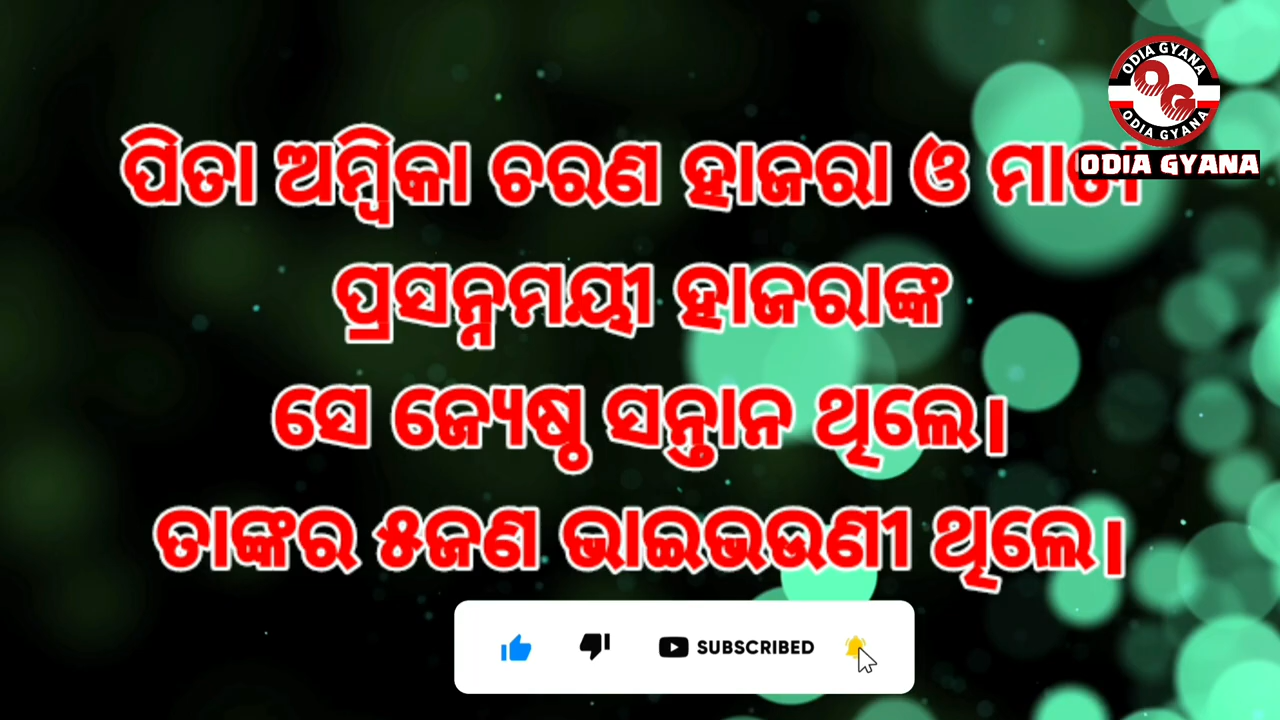 ODIA GYANA
ODIA GYANA
ODIA GYANA
ପିତା ଅମ୍ବିକା ଚରଣ ହାଜରା ଓ ମାତା
ପ୍ରସନ୍ନମୟୀ ହାଜରାଙ୍କ
ସେ ଜ୍ୟେଷ୍ଠ ସନ୍ତାନ ଥିଲେ।
ତାଙ୍କର ୫ଜଣ ଭାଇଭଉଣୀ ଥିଲେ।
SUBSCRIBED